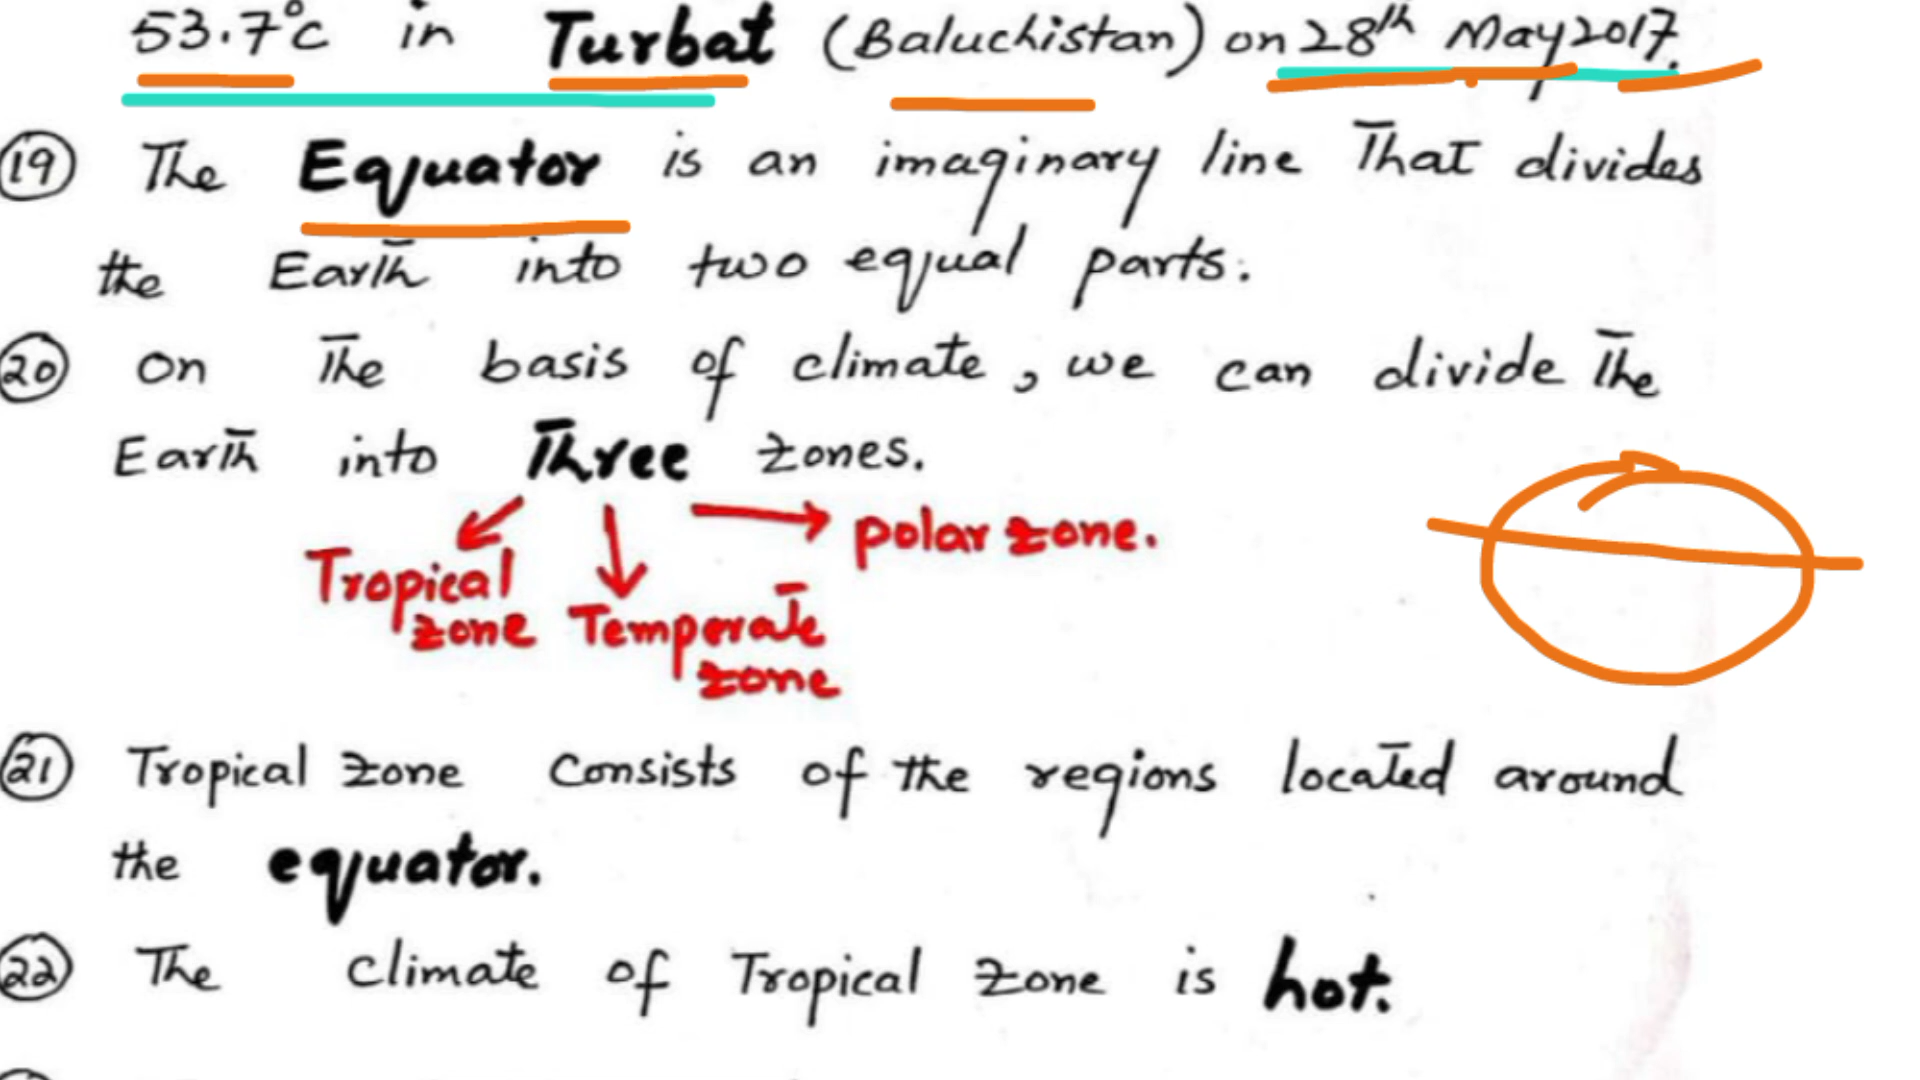 53.7°c in Turbat (Baluchistan) on 28th May 2017.
19 The Equator is an imaginary line That divides
the Earth into two equal parts.
20 on The basis of climate, we can divide The
Earth into Three zones.
polar zone.
Tropical zone
Temperate zone
21 Tropical zone consists of the regions located around
the equator.
22 The climate of Tropical zone is hot.